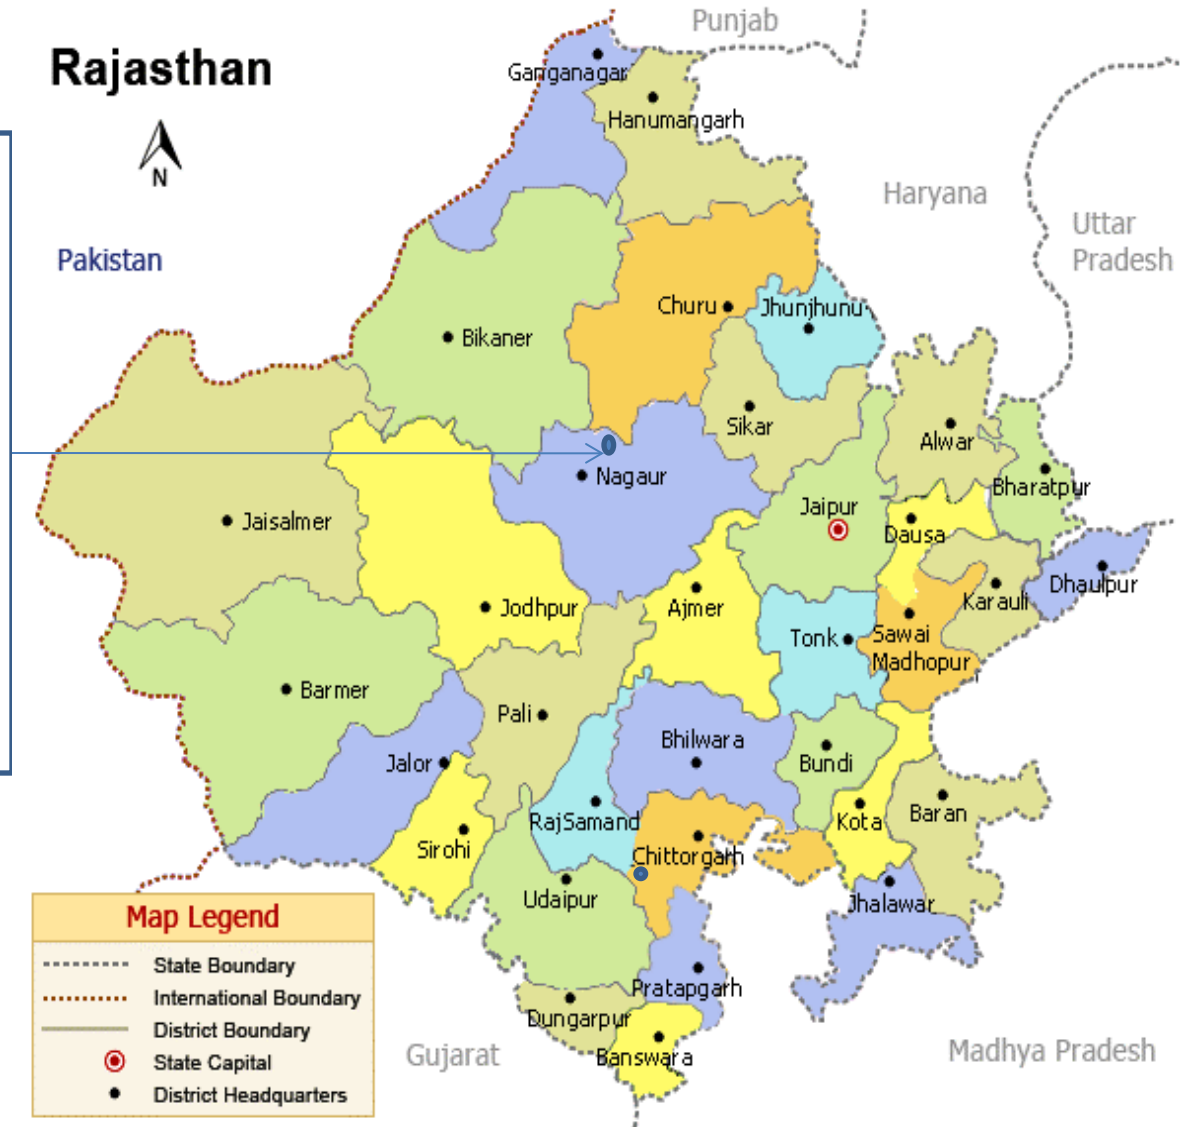 Punjab
Rajasthan
Ganganagar
Hanumangarh
N
Haryana
Uttar
Pradesh
Pakistan
Churu
Jhunjhunu
Bikaner
Sikar
Alwar
Nagaur
Bharatpur
Jaipur
Jaisalmer
Dausa
Dhaulpur
Karauli
Jodhpur
Ajmer
Tonk
Sawai
Madhopur
Barmer
Pali
Bhilwara
Jalor
Bundi
RajSamand
Kota
Baran
Sirohi
Chittorgarh
Udaipur
Jhalawar
Map Legend
State Boundary
International Boundary
District Boundary
State Capital
District Headquarters
Pratapgarh
Dungarpur
Gujarat
Banswara
Madhya Pradesh